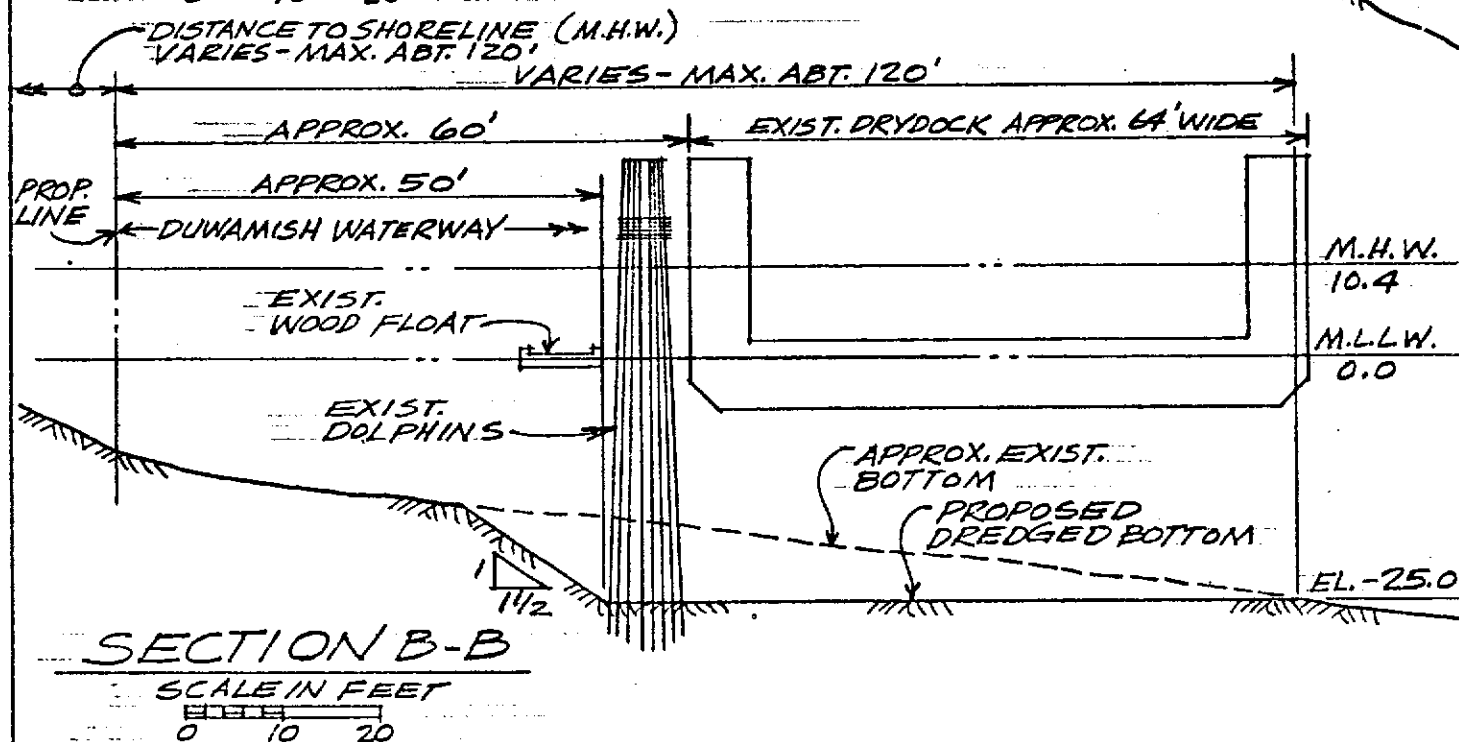 DISTANCE TO SHORELINE (M.H.W.)
VARIES - MAX. ABT. 120'
VARIES - MAX. ABT. 120'
APPROX. 60'
EXIST. DRYDOCK APPROX. 64' WIDE
APPROX. 50'
PROP.
LINE
DUWAMISH WATERWAY
M.H.W.
10.4
EXIST.
WOOD FLOAT
M.L.L.W.
0.0
EXIST.
DOLPHINS
APPROX. EXIST.
BOTTOM
PROPOSED
DREDGED BOTTOM
EL. -25.0
1
1 1/2
SECTION B-B
SCALE IN FEET
0 10 20